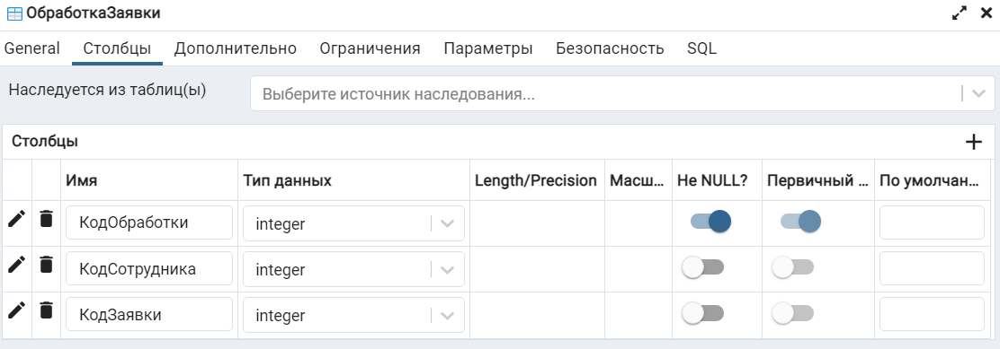 ОбработкаЗаявки
General Столбцы Дополнительно Ограничения Параметры Безопасность SQL
Наследуется из таблиц(ы) Выберите источник наследования...
Столбцы
Имя Тип данных Length/Precision Масш... Не NULL? Первичный ... По умолчан...
КодОбработки integer
КодСотрудника integer
КодЗаявки integer